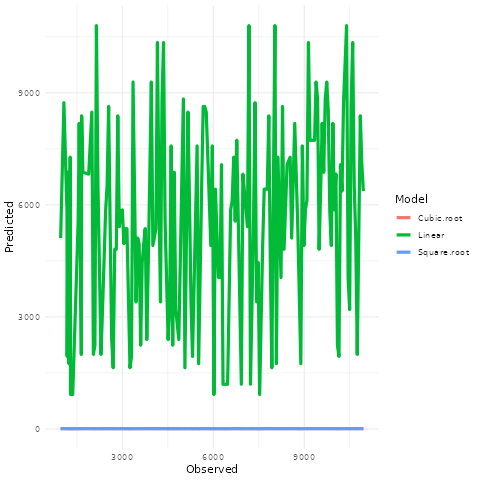 9000
6000
3000
0
3000 6000 9000
Observed
Predicted
Model
Cubic.root
Linear
Square.root